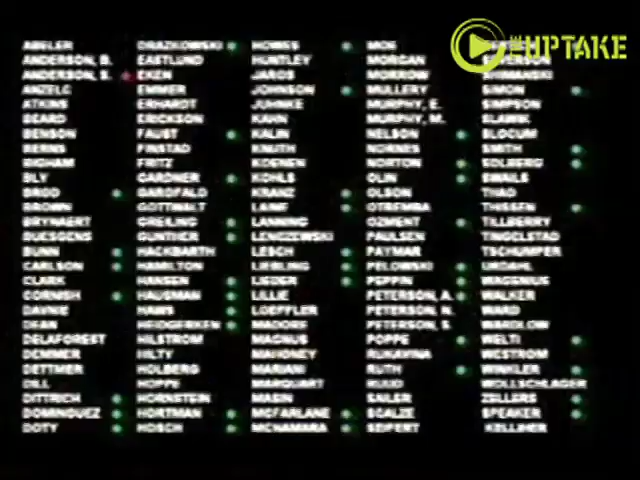 THE UPTAKE
ABELER
ANDERSON, B.
ANDERSON, S.
ANZELC
ATKINS
BEARD
BENSON
BERNS
BIGHAM
BLY
BROD
BROWN
BRYNAERT
BUESGENS
BUNN
CARLSON
CLARK
CORNISH
DAVNIE
DEAN
DELAFOREST
DEMMER
DETTMER
DILL
DITTRICH
DOMINGUEZ
DOTY
DRAZKOWSKI
EASTLUND
EKEN
EMMER
ERHARDT
ERICKSON
FAUST
FINSTAD
FRITZ
GARDNER
GAROFALO
GOTTWALT
GREILING
GUNTHER
HACKBARTH
HAMILTON
HANSEN
HAUSMAN
HAWS
HEIDGERKEN
HILSTROM
HILTY
HOLBERG
HOPPE
HORNSTEIN
HORTMAN
HOSCH
HOWES
HUNTLEY
JAROS
JOHNSON
JUHNKE
KAHN
KALIN
KNUTH
KOENEN
KOHLS
KRANZ
LAINE
LANNING
LENCZEWSKI
LESCH
LIEBLING
LIEDER
LILLIE
LOEFFLER
MADORE
MAGNUS
MAHONEY
MARIANI
MARQUART
MASIN
MCFARLANE
MCNAMARA
MOE
MORGAN
MORROW
MULLERY
MURPHY, E.
MURPHY, M.
NELSON
NORNES
NORTON
OLIN
OLSON
OTREMBA
OZMENT
PAULSEN
PAYMAR
PELOWSKI
PEPPIN
PETERSON, A.
PETERSON, N.
PETERSON, S.
POPPE
RUKAVINA
RUTH
RUUD
SAILER
SCALZE
SEIFERT
SEVERSON
SHIMANSKI
SIMON
SIMPSON
SLAWIK
SLOCUM
SMITH
SOLBERG
SWAILS
THAO
THISSEN
TILLBERRY
TINGELSTAD
TSCHUMPER
URDAHL
WAGENIUS
WALKER
WARD
WARDLOW
WELTI
WESTROM
WINKLER
WOLLSCHLAGER
ZELLERS
SPEAKER
KELLIHER